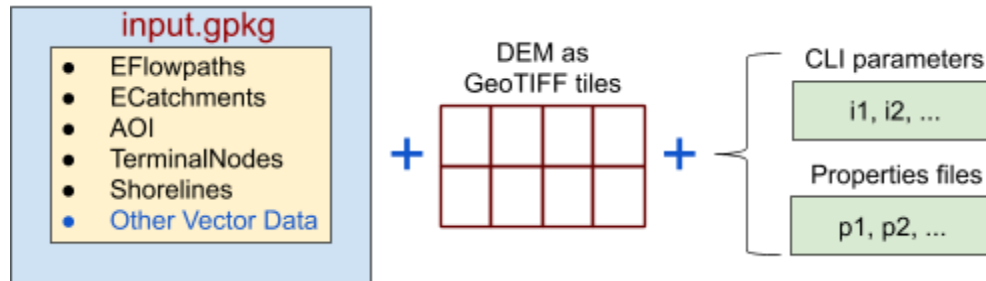 input.gpkg
● EFlowpaths
● ECatchments
● AOI
● TerminalNodes
● Shorelines
● Other Vector Data
+
DEM as
GeoTIFF tiles
+
CLI parameters
i1, i2, ...
Properties files
p1, p2, ...